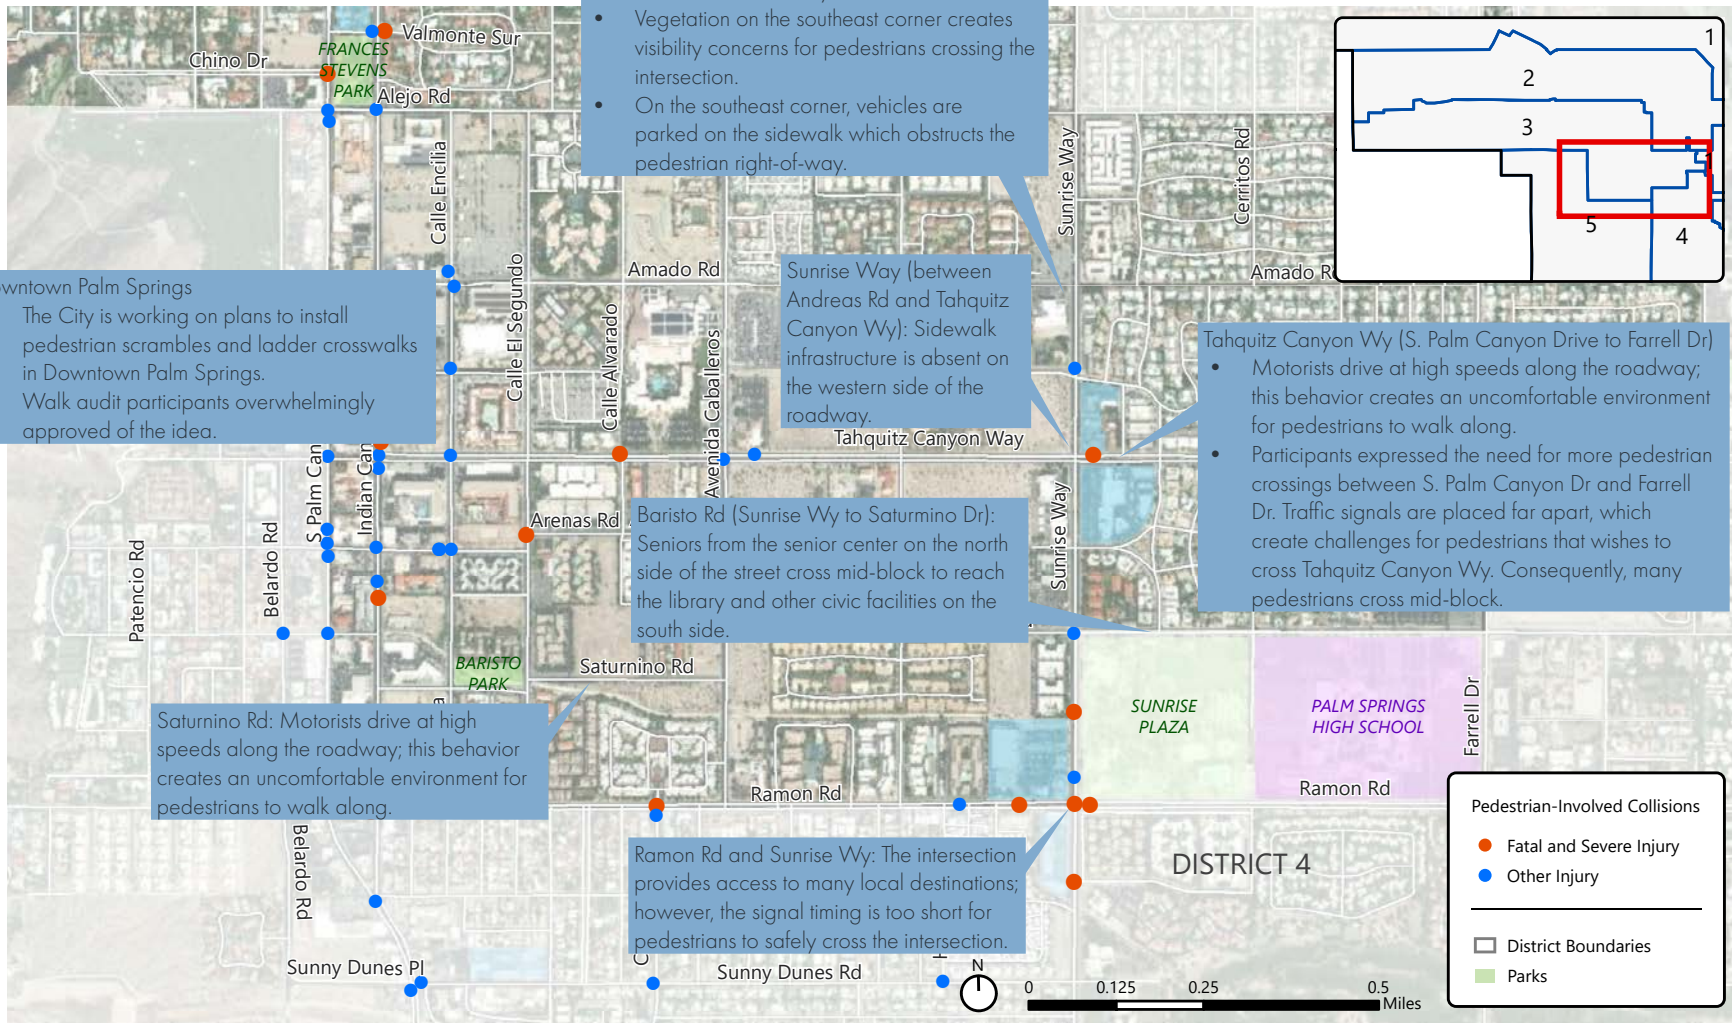 Vegetation on the southeast corner creates
visibility concerns for pedestrians crossing the
intersection.
On the southeast corner, vehicles are
parked on the sidewalk which obstructs the
pedestrian right-of-way.
Valmonte Sur
Chino Dr
FRANCES
STEVENS
PARK
Alejo Rd
Calle Encilia
Sunrise Way
Cerritos Rd
1
2
3
1
5
4
Amado Rd
Amado R
wntown Palm Springs
The City is working on plans to install
pedestrian scrambles and ladder crosswalks
in Downtown Palm Springs.
Walk audit participants overwhelmingly
approved of the idea.
Calle El Segundo
Calle Alvarado
Avenida Caballeros
Sunrise Way (between
Andreas Rd and Tahquitz
Canyon Wy): Sidewalk
infrastructure is absent on
the western side of the
roadway.
Tahquitz Canyon Wy (S. Palm Canyon Drive to Farrell Dr)
• Motorists drive at high speeds along the roadway;
this behavior creates an uncomfortable environment
for pedestrians to walk along.
• Participants expressed the need for more pedestrian
crossings between S. Palm Canyon Dr and Farrell
Dr. Traffic signals are placed far apart, which
create challenges for pedestrians that wishes to
cross Tahquitz Canyon Wy. Consequently, many
pedestrians cross mid-block.
Tahquitz Canyon Way
S Palm Can
Indian Can
Arenas Rd
Sunrise Way
Baristo Rd (Sunrise Wy to Saturmino Dr):
Seniors from the senior center on the north
side of the street cross mid-block to reach
the library and other civic facilities on the
south side.
Patencio Rd
Belardo Rd
BARISTO
PARK
Saturnino Rd
SUNRISE
PLAZA
PALM SPRINGS
HIGH SCHOOL
Farrell Dr
Saturnino Rd: Motorists drive at high
speeds along the roadway; this behavior
creates an uncomfortable environment for
pedestrians to walk along.
Ramon Rd
Ramon Rd
Belardo Rd
Ramon Rd and Sunrise Wy: The intersection
provides access to many local destinations;
however, the signal timing is too short for
pedestrians to safely cross the intersection.
DISTRICT 4
Sunny Dunes Pl
Sunny Dunes Rd
N
0 0.125 0.25 0.5
Miles
Pedestrian-Involved Collisions
Fatal and Severe Injury
Other Injury
District Boundaries
Parks